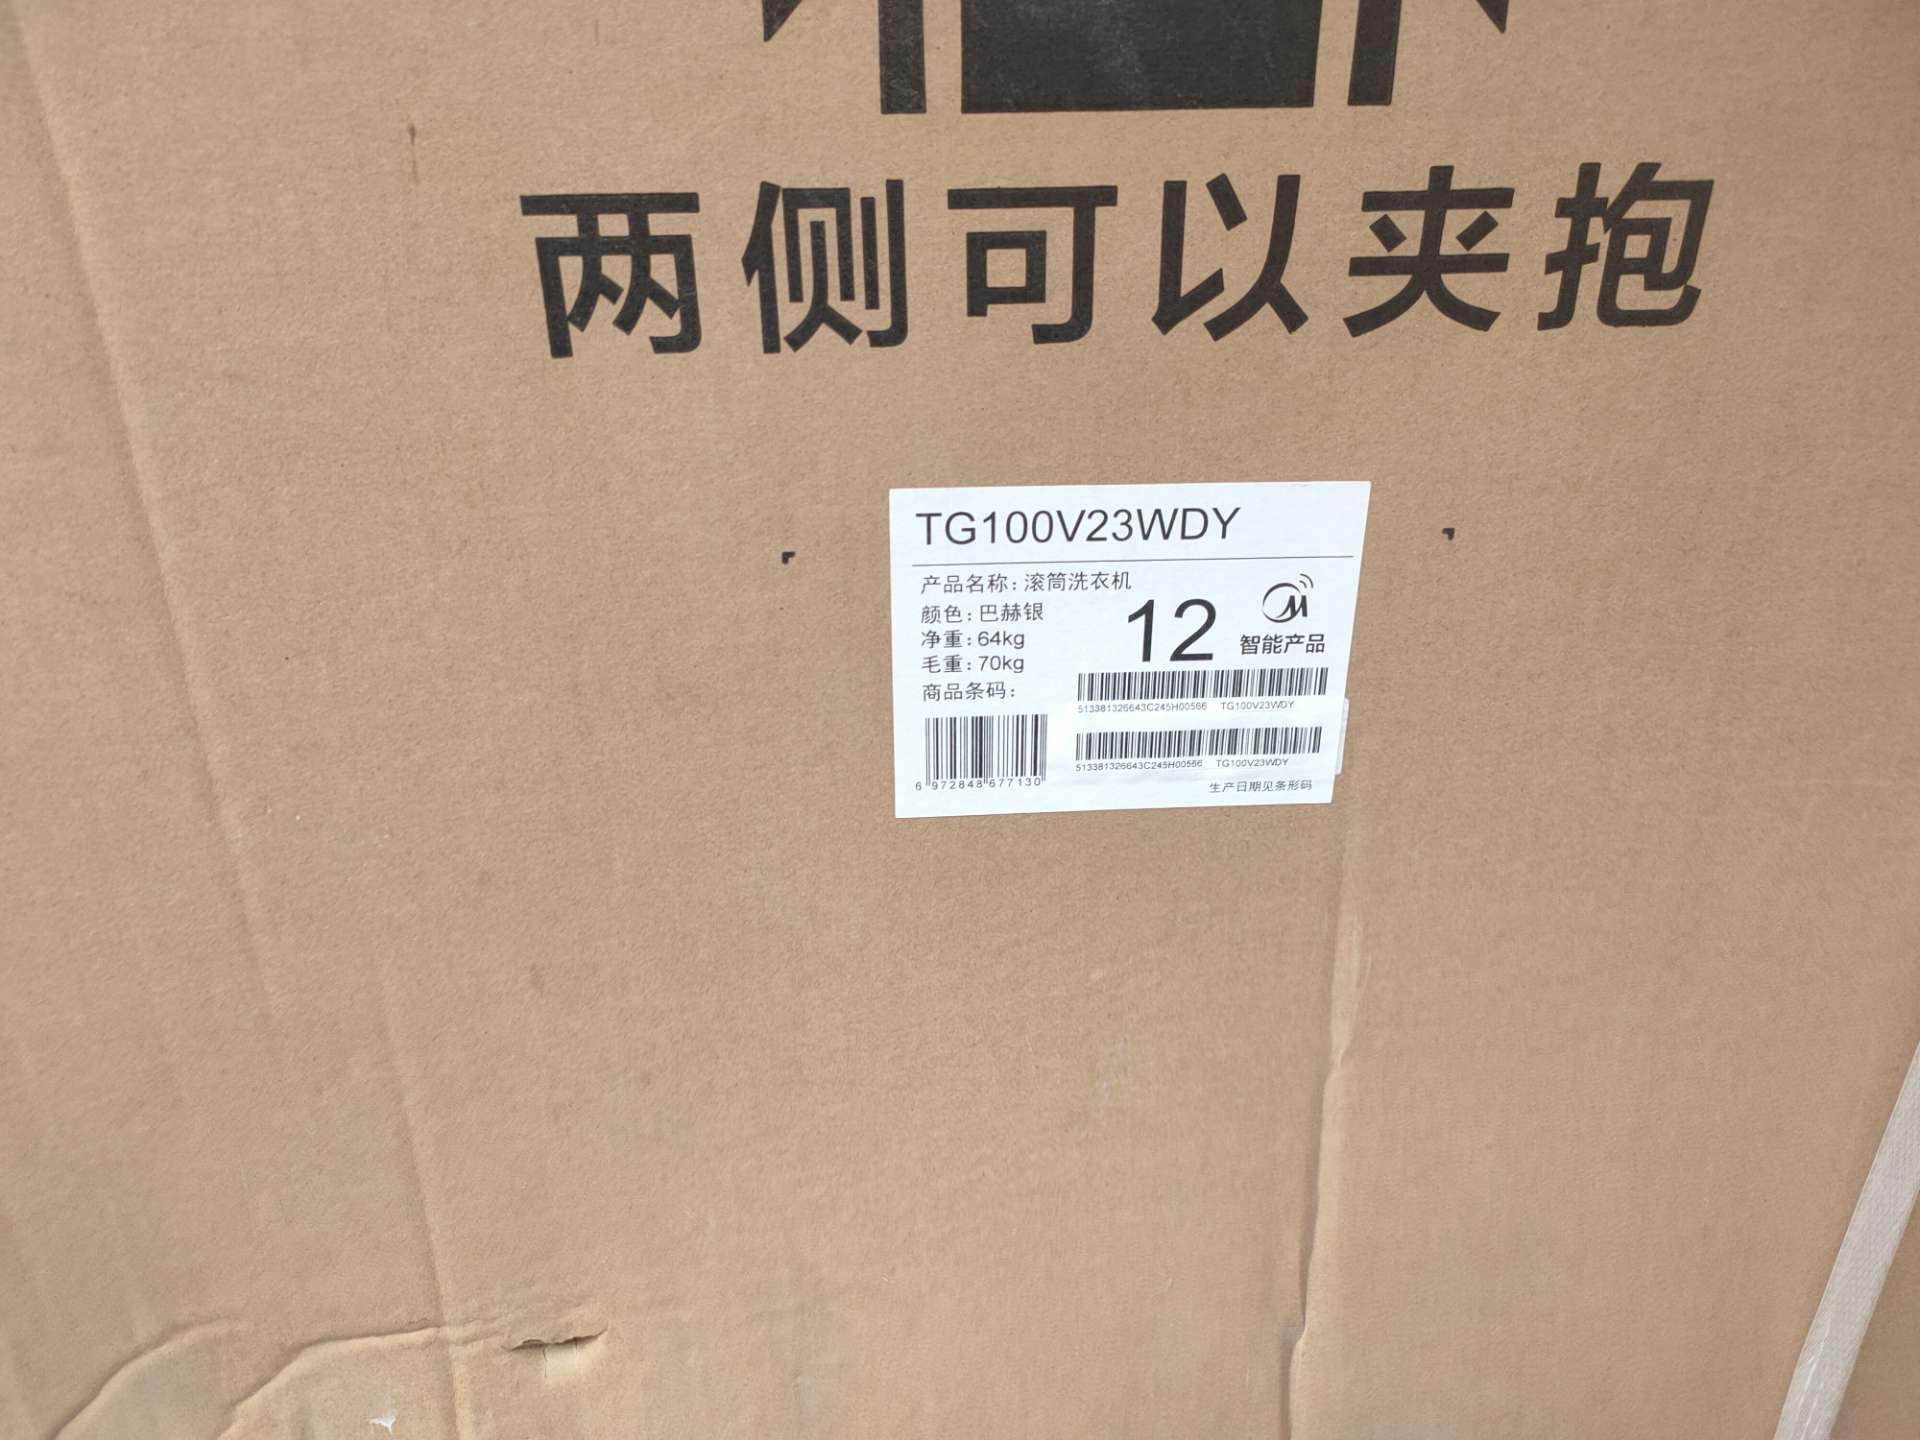 两侧可以夹抱
TG100V23WDY
产品名称：滚筒洗衣机
颜色：巴赫银
净重：64kg
毛重：70kg
商品条码：
12
智能产品
513381326643C245H00566 TG100V23WDY
513381326643C245H00566 TG100V23WDY
6 972848 677130
生产日期见条形码